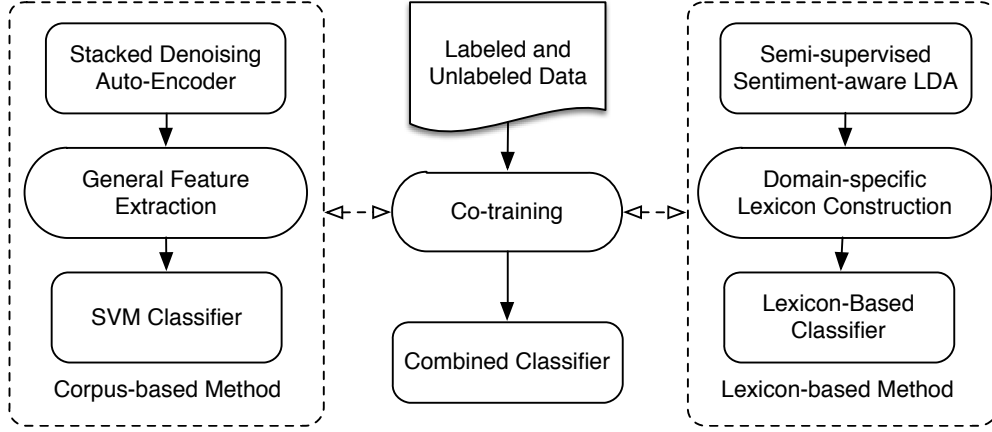 Stacked Denoising
Auto-Encoder
General Feature
Extraction
SVM Classifier
Corpus-based Method
Labeled and
Unlabeled Data
Co-training
Combined Classifier
Semi-supervised
Sentiment-aware LDA
Domain-specific
Lexicon Construction
Lexicon-Based
Classifier
Lexicon-based Method